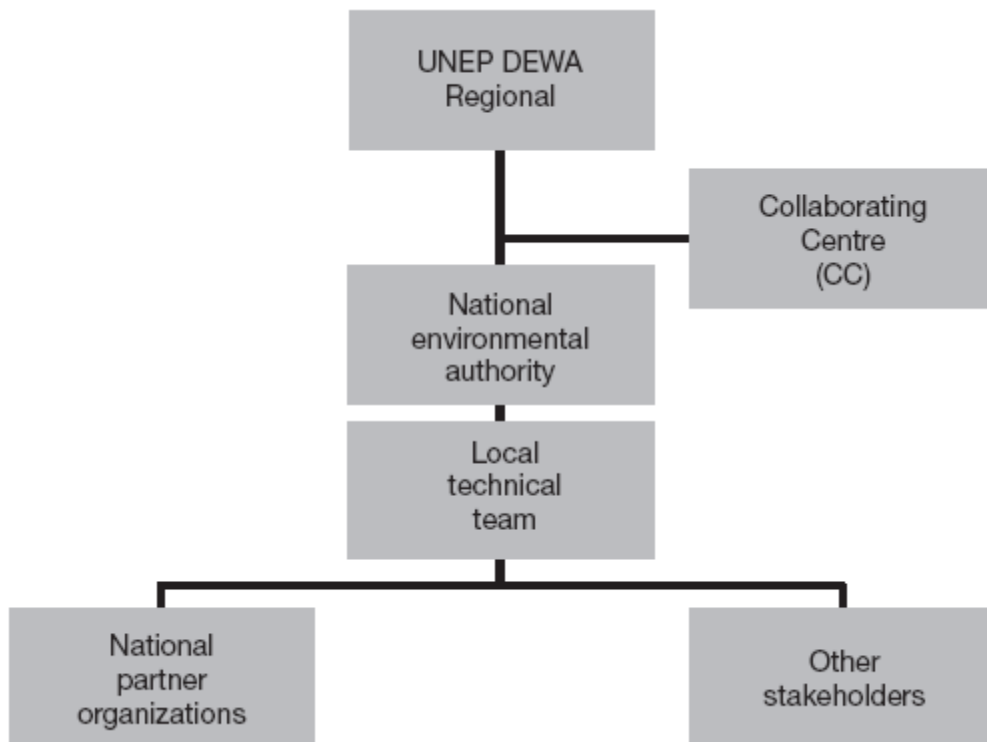 UNEP DEWA
Regional
Collaborating
Centre
(CC)
National
environmental
authority
Local
technical
team
National
partner
organizations
Other
stakeholders